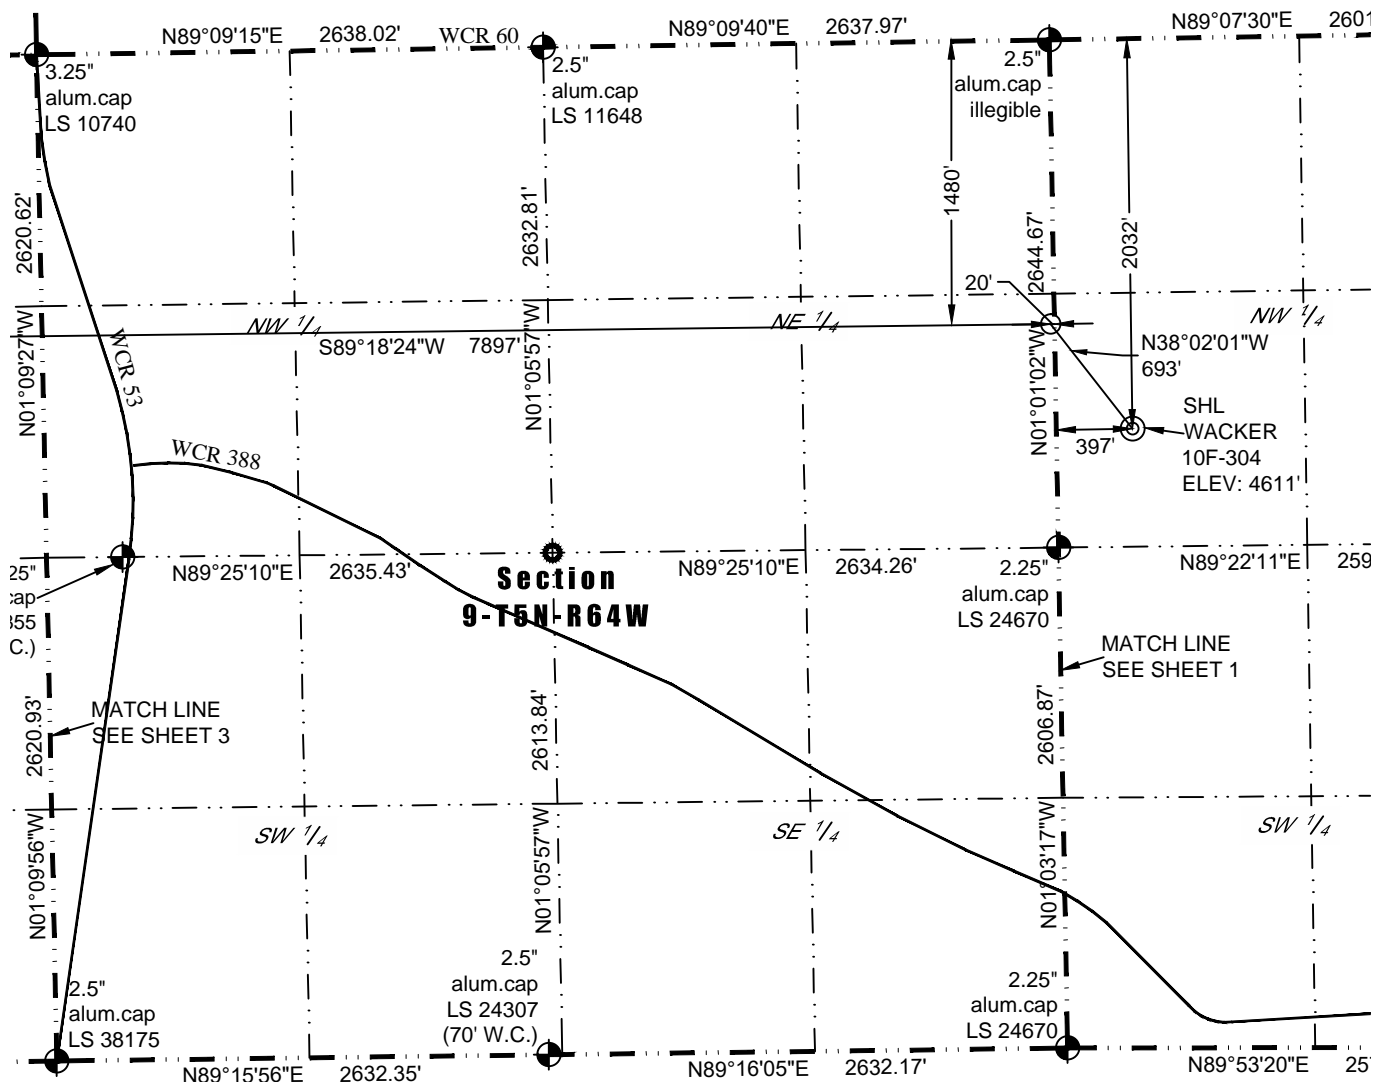 N89°09'15"E 2638.02' WCR 60 N89°09'40"E 2637.97' N89°07'30"E 2601
3.25"
alum.cap
LS 10740
2.5"
alum.cap
LS 11648
2.5"
alum.cap
illegible
2620.62'
2632.81'
1480'
2644.67'
2032'
20'
NW 1/4
NE 1/4
NW 1/4
S89°18'24"W 7897'
N01°09'27"W
WCR 53
N01°05'57"W
N01°01'02"W
N38°02'01"W
693'
397'
SHL
WACKER
10F-304
ELEV: 4611'
WCR 388
25"
cap
355
C.)
N89°25'10"E 2635.43'
N89°25'10"E 2634.26'
N89°22'11"E 259
Section
9-T5N-R64W
2.25"
alum.cap
LS 24670
MATCH LINE
SEE SHEET 1
MATCH LINE
SEE SHEET 3
2620.93'
2613.84'
2606.87'
SW 1/4
SE 1/4
SW 1/4
N01°09'56"W
N01°05'57"W
N01°03'17"W
2.5"
alum.cap
LS 38175
2.5"
alum.cap
LS 24307
(70' W.C.)
2.25"
alum.cap
LS 24670
N89°15'56"E 2632.35'
N89°16'05"E 2632.17'
N89°53'20"E 257